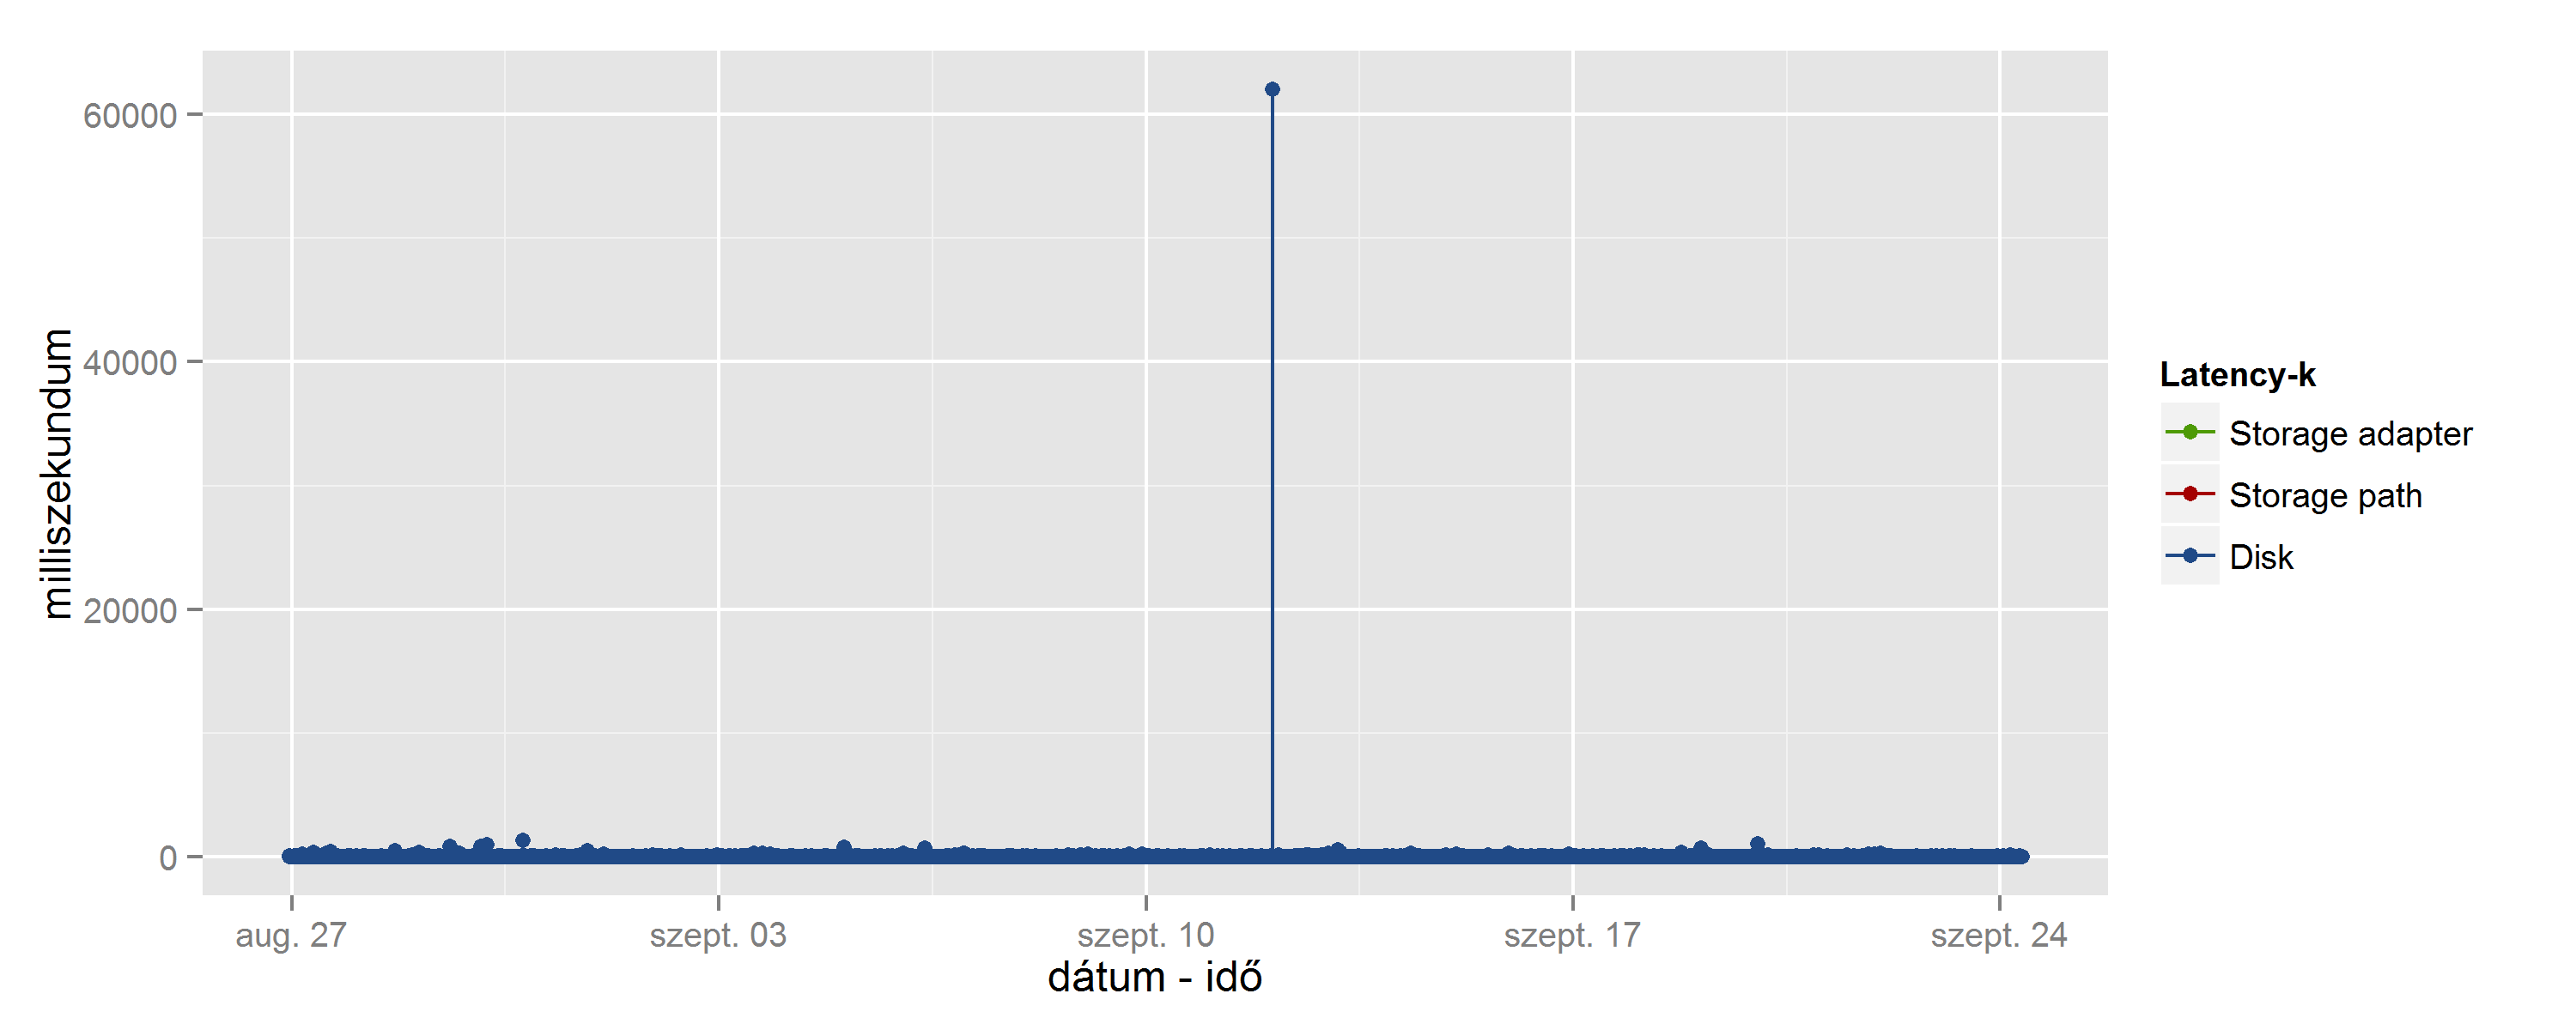 60000
40000
20000
0
milliszekundum
aug. 27
szept. 03
szept. 10
szept. 17
szept. 24
dátum - idő
Latency-k
Storage adapter
Storage path
Disk